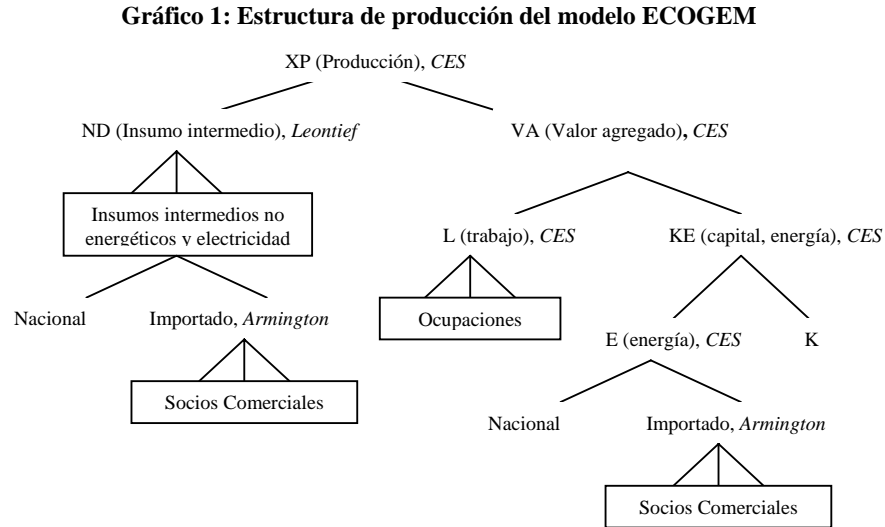 Gráfico 1: Estructura de producción del modelo ECOGEM
XP (Producción), CES
ND (Insumo intermedio), Leontief
VA (Valor agregado), CES
Insumos intermedios no
energéticos y electricidad
L (trabajo), CES
KE (capital, energía), CES
Nacional
Importado, Armington
Ocupaciones
E (energía), CES
K
Socios Comerciales
Nacional
Importado, Armington
Socios Comerciales